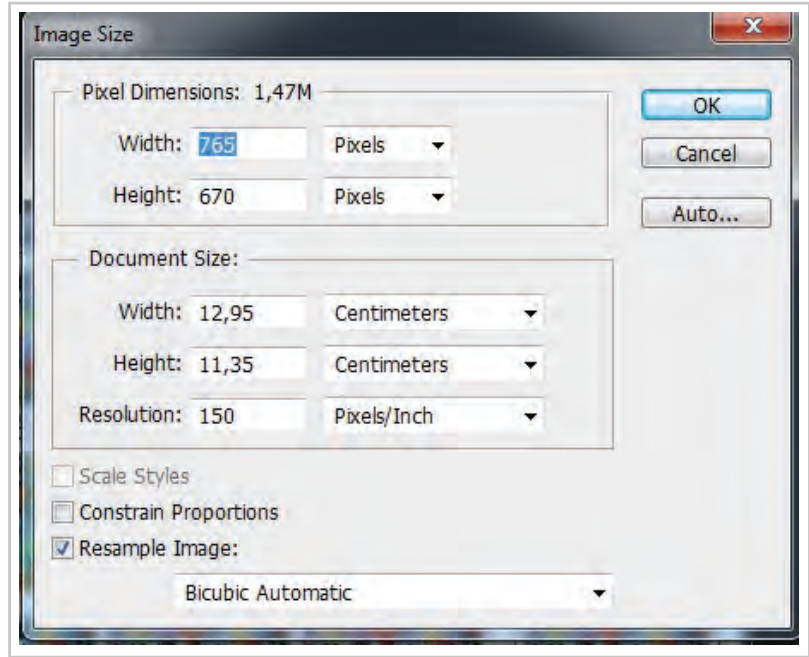 Image Size
Pixel Dimensions: 1,47M
OK
Width: 765 Pixels
Cancel
Height: 670 Pixels
Auto...
Document Size:
Width: 12,95 Centimeters
Height: 11,35 Centimeters
Resolution: 150 Pixels/Inch
Scale Styles
Constrain Proportions
Resample Image:
Bicubic Automatic